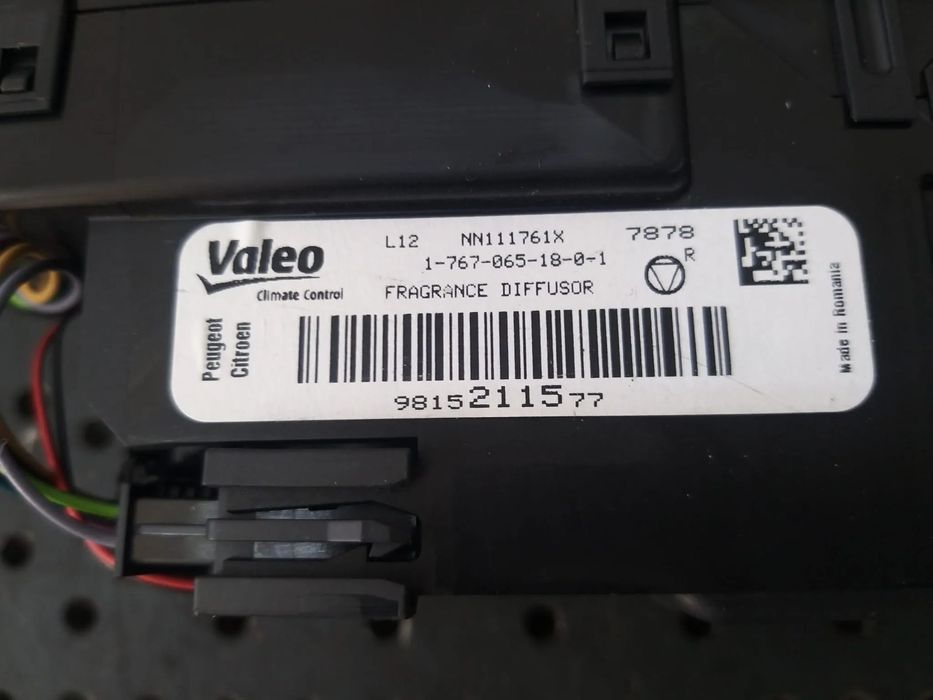 Valeo
Climate Control
L12 NN111761X 7878
1-767-065-18-0-1
R
FRAGRANCE DIFFUSOR
Peugeot
Citroen
9815211577
Made in Romania